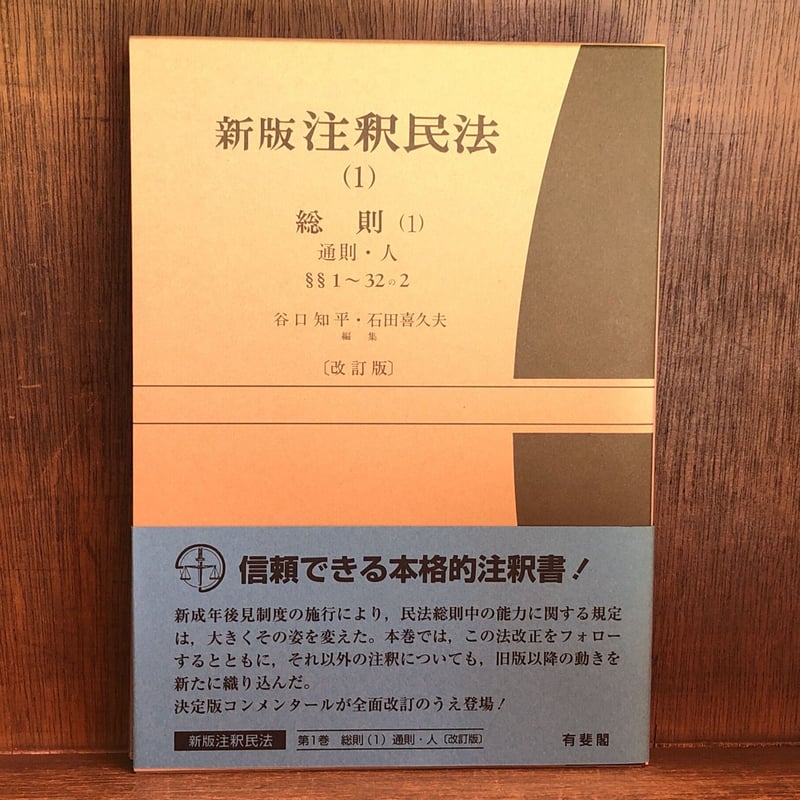 新版 注釈民法
(1)
総 則 (1)
通則・人
§§1～32の2
谷口知平・石田喜久夫
編 集
〔改訂版〕
信頼できる本格的注釈書!
新成年後見制度の施行により，民法総則中の能力に関する規定
は，大きくその姿を変えた。本巻では，この法改正をフォロー
するとともに，それ以外の注釈についても，旧版以降の動きを
新たに織り込んだ。
決定版コンメンタールが全面改訂のうえ登場!
新版注釈民法 第1巻 総則(1) 通則・人〔改訂版〕 有斐閣